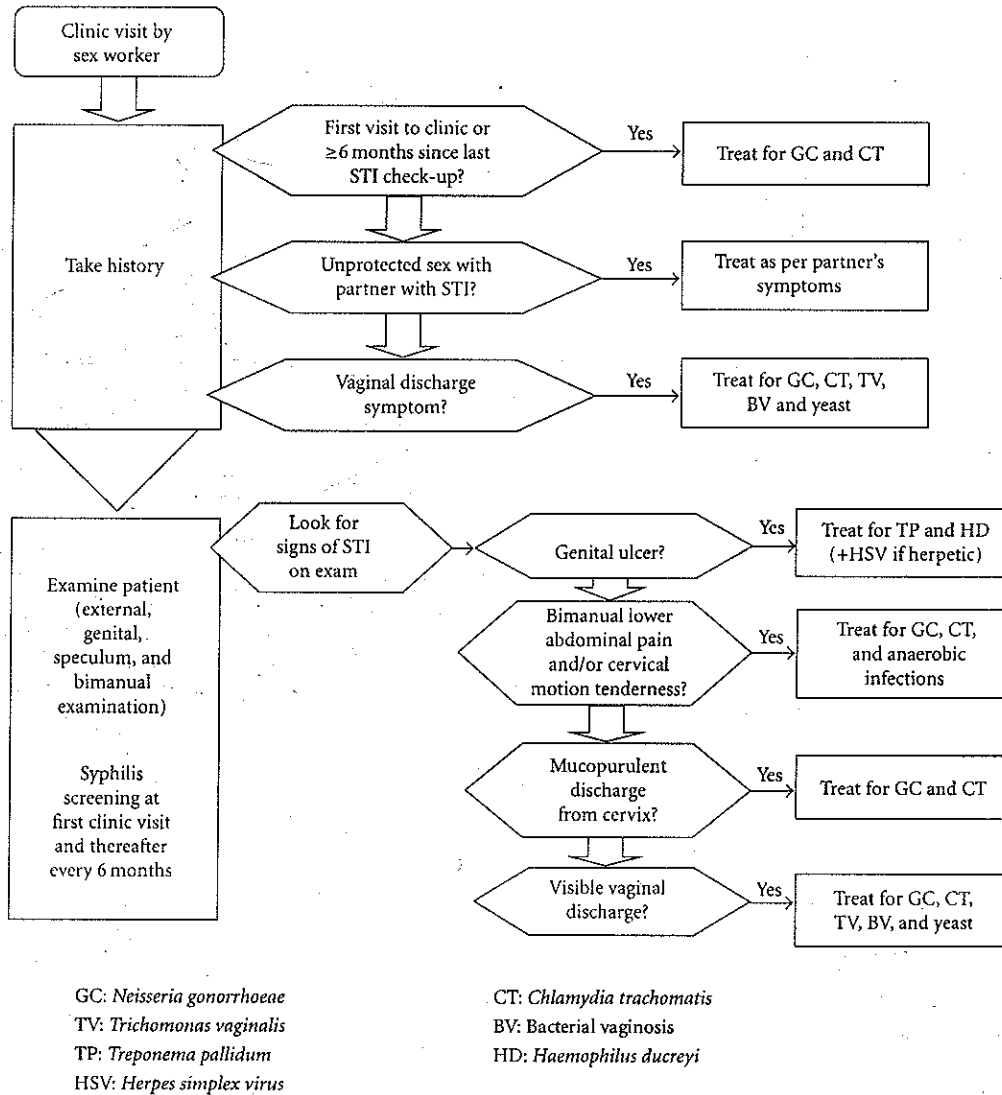 Clinic visit by
sex worker
Take history
First visit to clinic or
≥6 months since last
STI check-up?
Yes
Treat for GC and CT
Unprotected sex with
partner with STI?
Yes
Treat as per partner's
symptoms
Vaginal discharge
symptom?
Yes
Treat for GC, CT, TV,
BV and yeast
Examine patient
(external,
genital,
speculum, and
bimanual
examination)
Syphilis
screening at
first clinic visit
and thereafter
every 6 months
Look for
signs of STI
on exam
Genital ulcer?
Yes
Treat for TP and HD
(+HSV if herpetic)
Bimanual lower
abdominal pain
and/or cervical
motion tenderness?
Yes
Treat for GC, CT,
and anaerobic
infections
Mucopurulent
discharge
from cervix?
Yes
Treat for GC and CT
Visible vaginal
discharge?
Yes
Treat for GC, CT,
TV, BV, and yeast
GC: Neisseria gonorrhoeae
TV: Trichomonas vaginalis
TP: Treponema pallidum
HSV: Herpes simplex virus
CT: Chlamydia trachomatis
BV: Bacterial vaginosis
HD: Haemophilus ducreyi